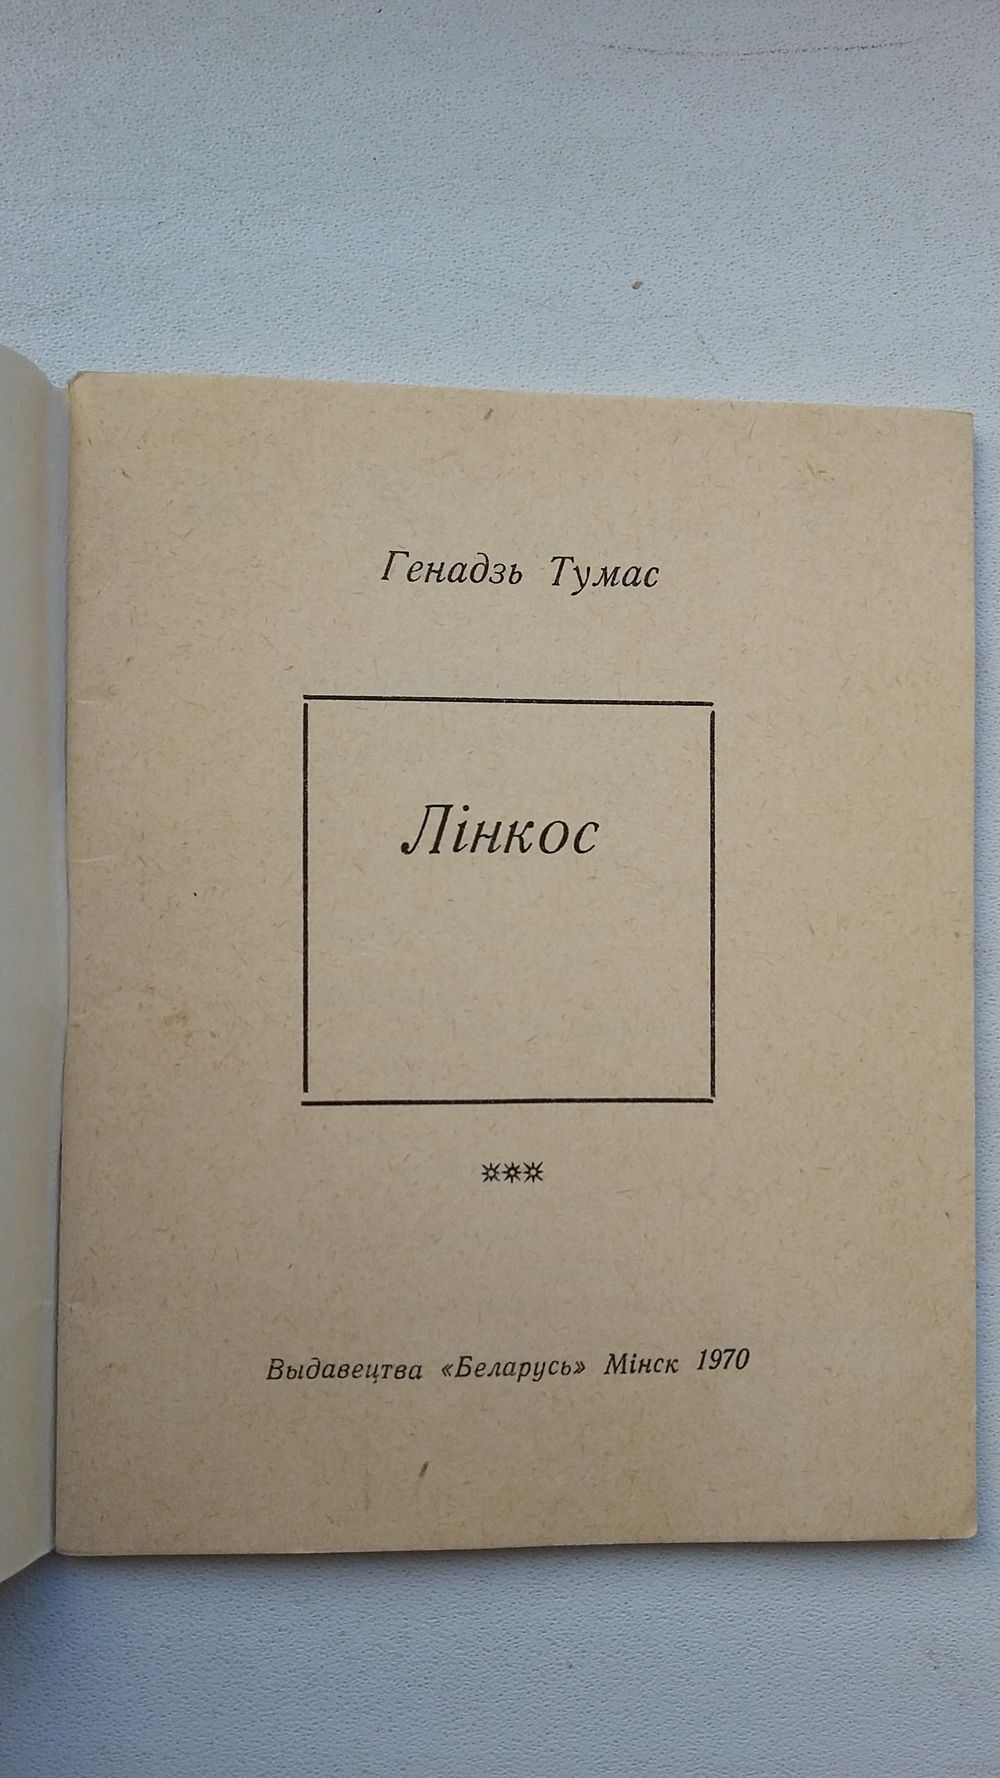 Генадзь Тумас
Лінкос
Выдавецтва «Беларусь» Мінск 1970